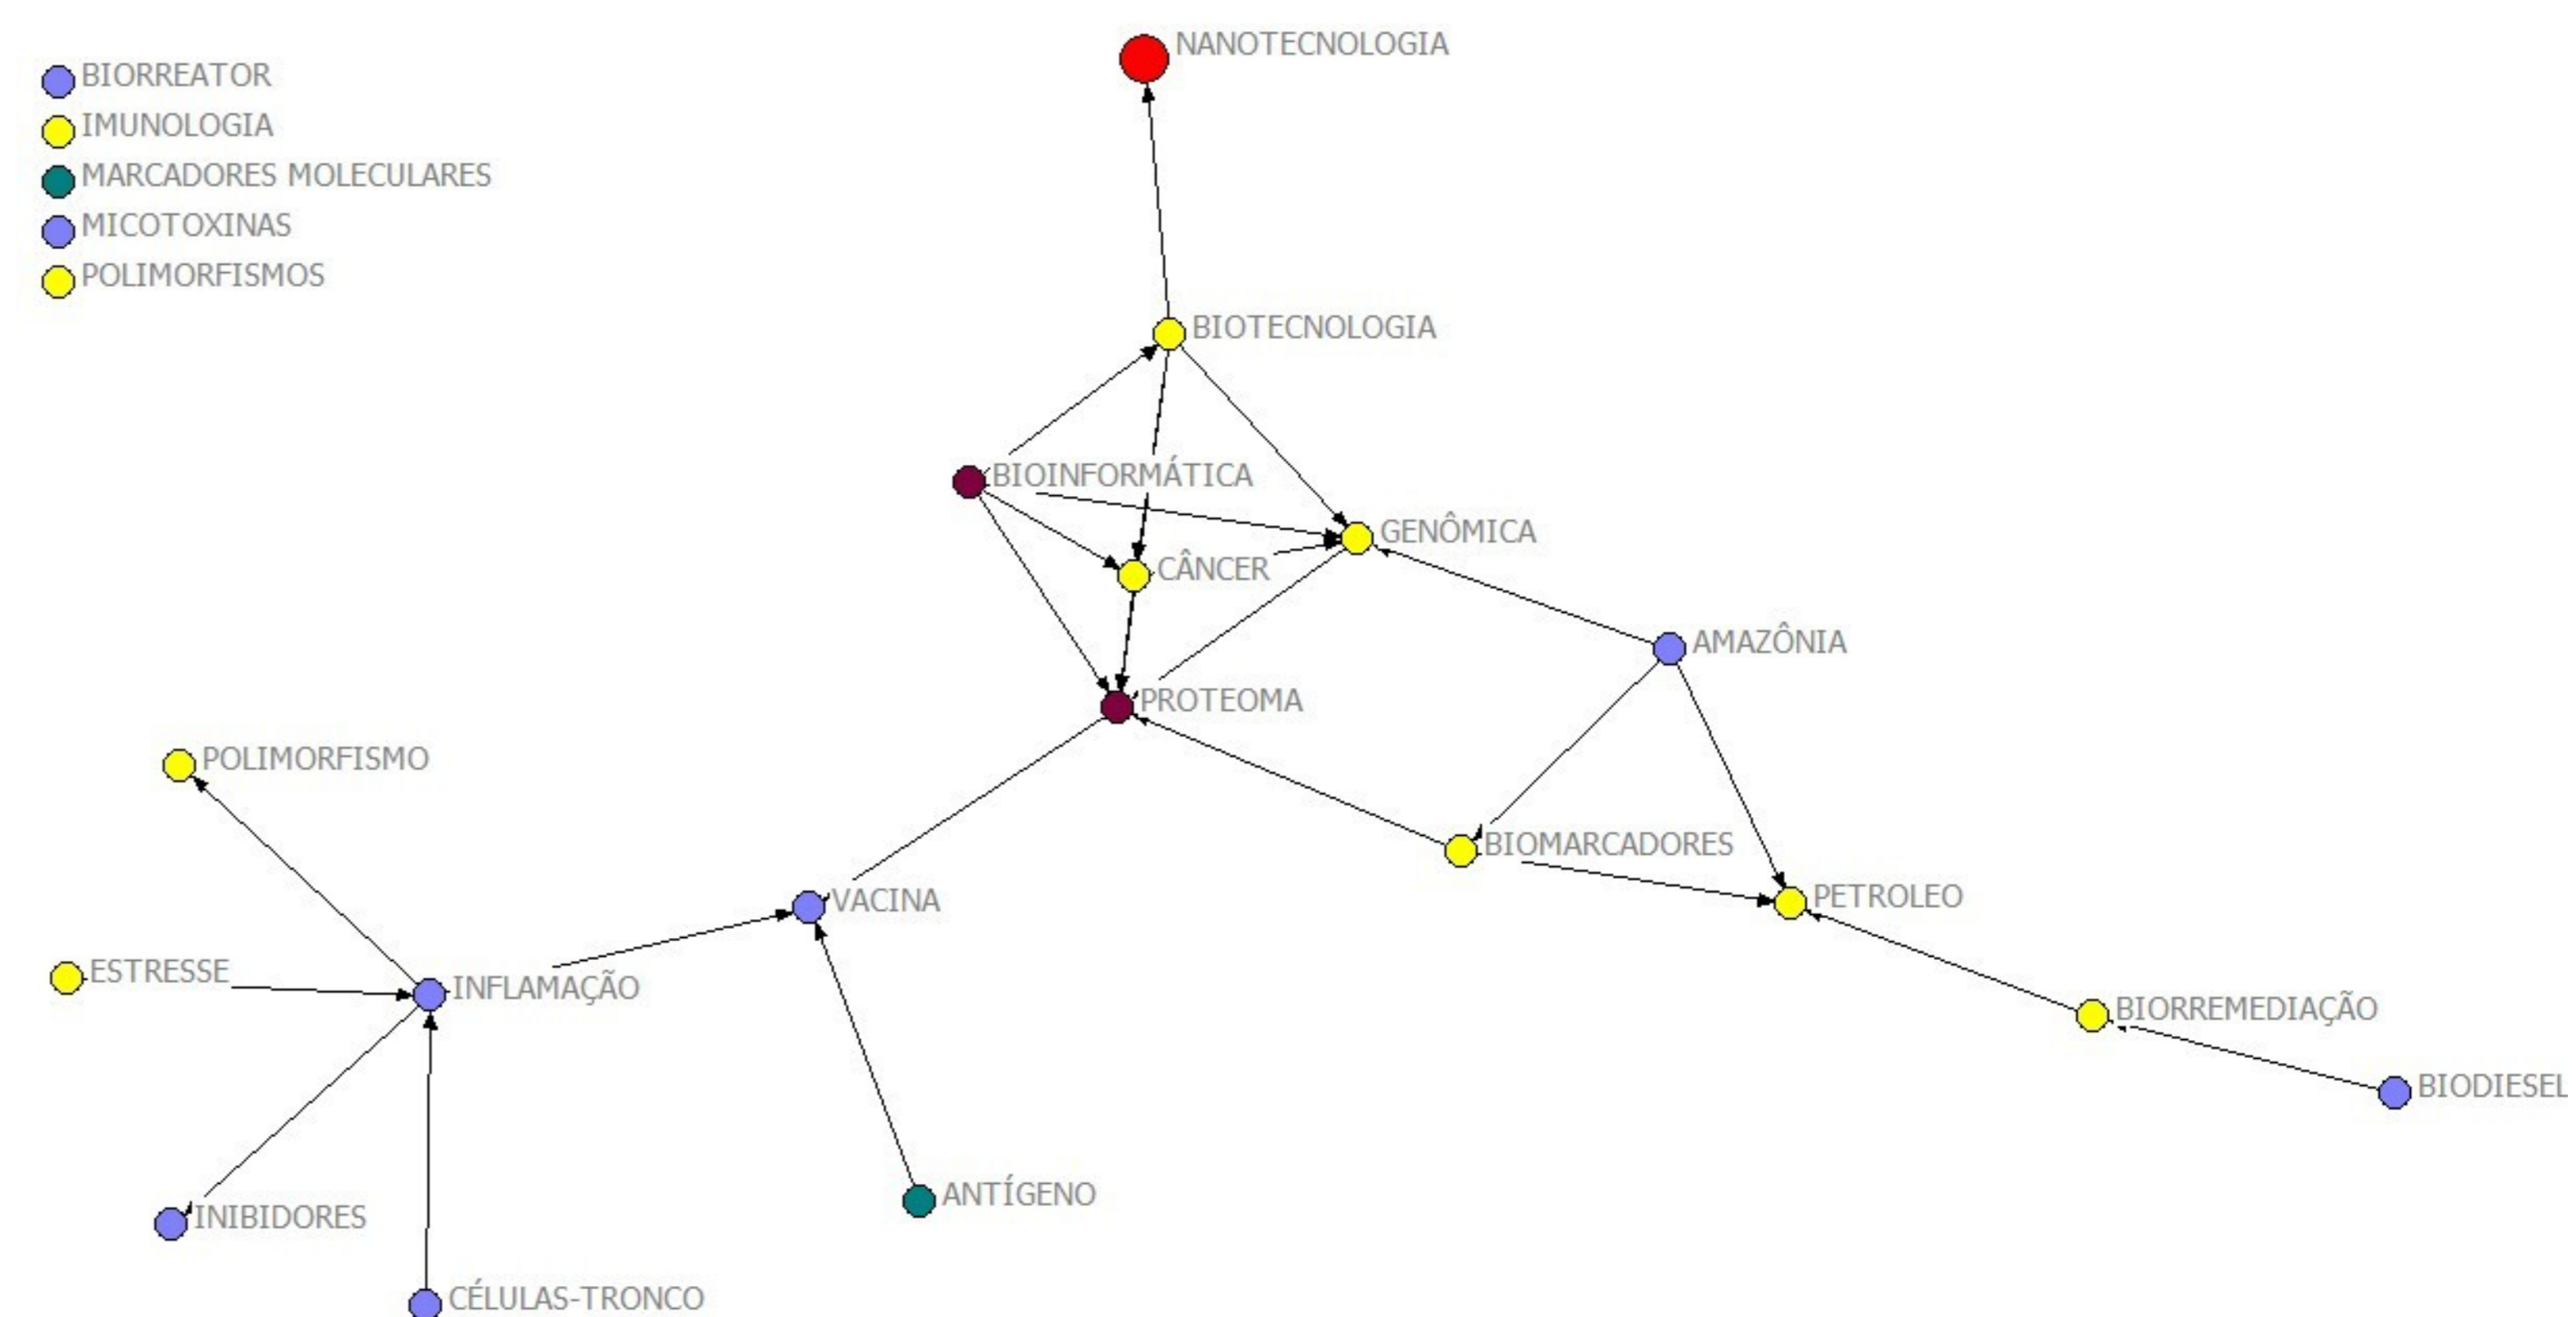 NANOTECNOLOGIA
BIORREATOR
IMUNOLOGIA
MARCADORES MOLECULARES
MICOTOXINAS
POLIMORFISMOS
BIOTECNOLOGIA
BIOINFORMÁTICA
GENÔMICA
CÂNCER
AMAZÔNIA
PROTEOMA
POLIMORFISMO
BIOMARCADORES
PETROLEO
VACINA
ESTRESSE
INFLAMAÇÃO
BIORREMEDIAÇÃO
BIODIESEL
ANTÍGENO
INIBIDORES
CÉLULAS-TRONCO